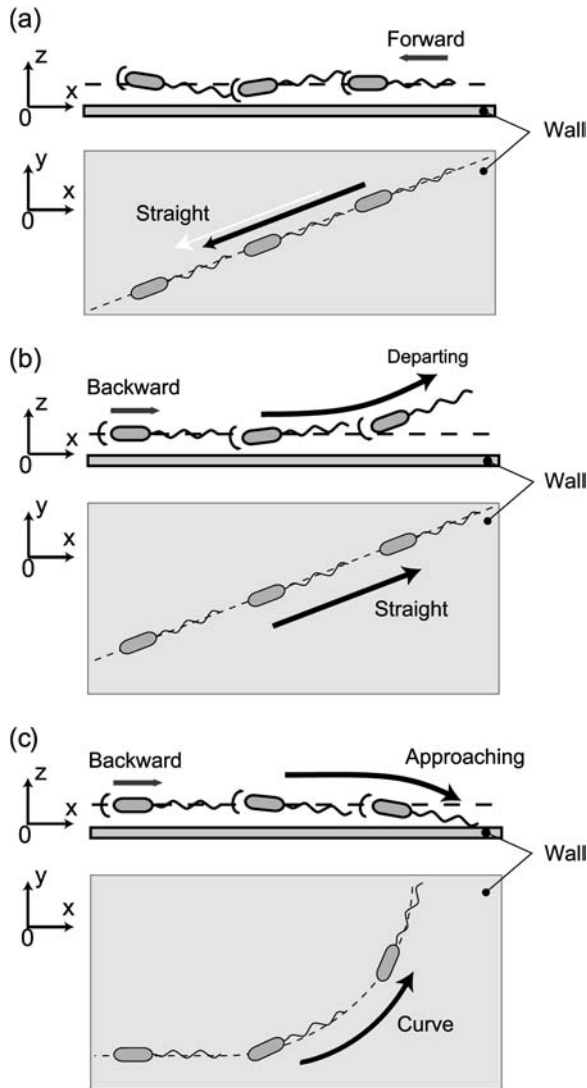 (a)
Forward
z
x
0
Wall
y
x
0
Straight
(b)
Departing
Backward
z
x
0
Wall
y
x
0
Straight
(c)
Approaching
Backward
z
x
0
Wall
y
x
0
Curve